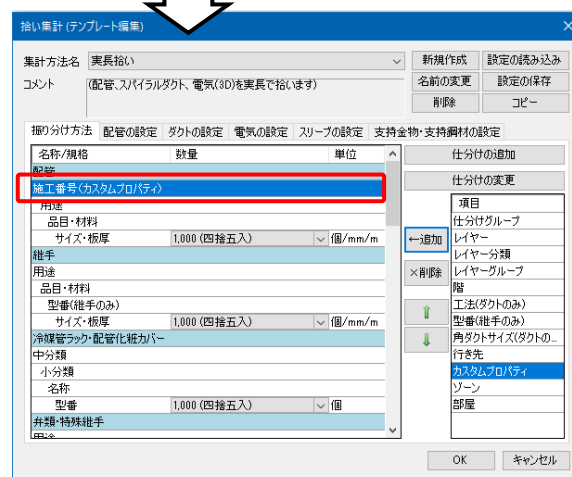 拾い集計 (テンプレート編集)
集計方法名 実長拾い
新規作成 設定の読み込み
コメント (配管、スパイラルダクト、電気(3D)を実長で拾います)
名前の変更 設定の保存
削除 コピー
振り分け方法 配管の設定 ダクトの設定 電気の設定 スリーブの設定 支持金物・支持鋼材の設定
名称/規格 数量 単位
配管
施工番号(カスタムプロパティ)
用途
品目・材料
サイズ・板厚 1,000 (四捨五入) 個/mm/m
継手
用途
品目・材料
型番(継手のみ)
サイズ・板厚 1,000 (四捨五入) 個/mm/m
冷媒管ラック・配管化粧カバー
中分類
小分類
名称
型番 1,000 (四捨五入) 個
弁類・特殊継手
用途
←追加
×削除
仕分けの追加
仕分けの変更
項目
仕分グループ
レイヤー
レイヤー分類
レイヤーグループ
階
工法(ダクトのみ)
型番(継手のみ)
角ダクトサイズ(ダクトの...
行き先
カスタムプロパティ
ゾーン
部屋
OK キャンセル